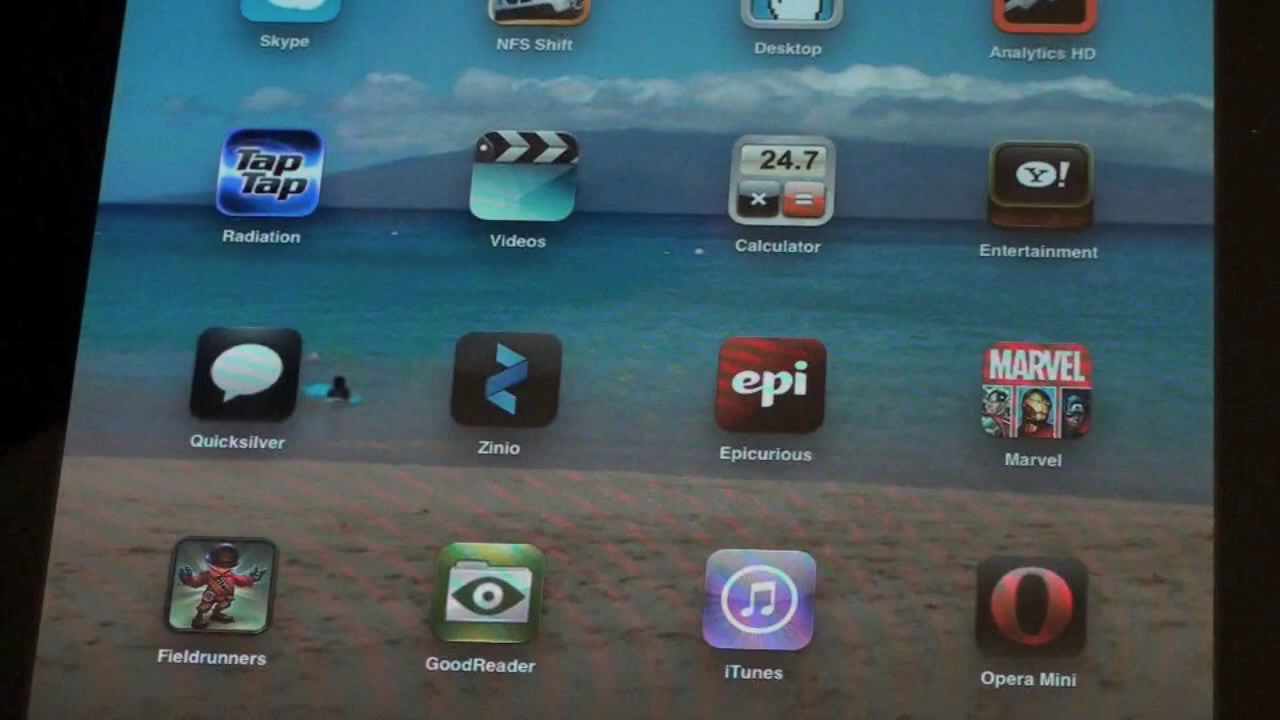 Skype
NFS Shift
Desktop
Analytics HD
Tap
Tap
24.7
× =
Y!
Radiation
Videos
Calculator
Entertainment
epi
MARVEL
Quicksilver
Zinio
Epicurious
Marvel
Fieldrunners
GoodReader
iTunes
Opera Mini